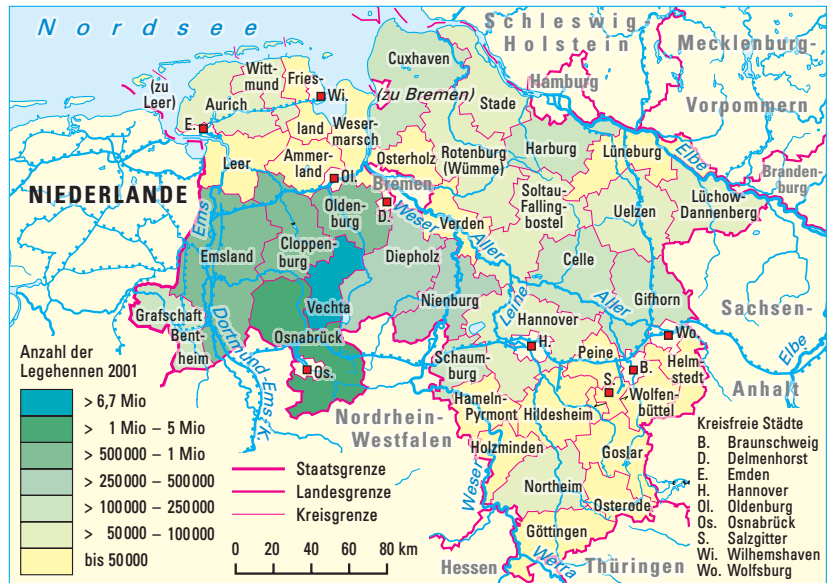 Nordsee
Schleswig-
Holstein
Mecklenburg-
Vorpommern
Hamburg
Cuxhaven
(zu Bremen)
Stade
Witt-
mund
Fries-
land
Wi.
(zu
Leer)
Aurich
E.
Weser-
marsch
Ammer-
land
Leer
Osterholz
Rotenburg
(Wümme)
Harburg
Lüneburg
Elbe
Branden-
burg
NIEDERLANDE
Ol.
Bremen
D.
Weser
Olden-
burg
Soltau-
Falling-
bostel
Uelzen
Lüchow-
Dannenberg
Ems
Verden
Aller
Emsland
Cloppen-
burg
Diepholz
Celle
Vechta
Nienburg
Leine
Aller
Gifhorn
Sachsen-
Anhalt
Grafschaft
Bent-
heim
Dortmund-Ems-K.
Osnabrück
Os.
Hannover
H.
Wo.
Elbe
Schaum-
burg
Peine
B.
Helm-
stedt
S.
Wolfen-
büttel
Nordrhein-
Westfalen
Hameln-
Pyrmont
Hildesheim
Holzminden
Goslar
Weser
Northeim
Osterode
Göttingen
Hessen
Werra
Thüringen
Anzahl der
Legehennen 2001
> 6,7 Mio
> 1 Mio – 5 Mio
> 500 000 – 1 Mio
> 250 000 – 500 000
> 100 000 – 250 000
> 50 000 – 100 000
bis 50 000
Staatsgrenze
Landesgrenze
Kreisgrenze
0 20 40 60 80 km
Kreisfreie Städte
B. Braunschweig
D. Delmenhorst
E. Emden
H. Hannover
Ol. Oldenburg
Os. Osnabrück
S. Salzgitter
Wi. Wilhemshaven
Wo. Wolfsburg